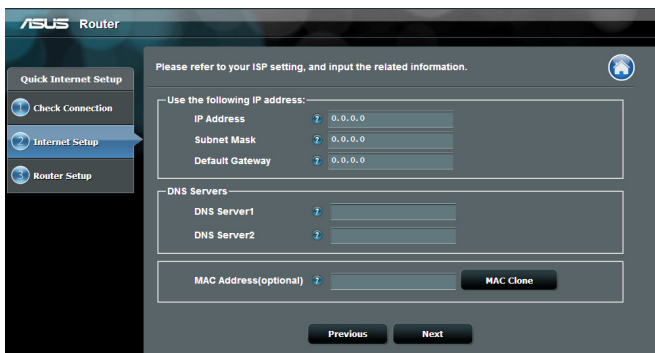 ASUS Router
Quick Internet Setup
1 Check Connection
2 Internet Setup
3 Router Setup
Please refer to your ISP setting, and input the related information.
Use the following IP address:
IP Address ? 0.0.0.0
Subnet Mask ? 0.0.0.0
Default Gateway ? 0.0.0.0
DNS Servers
DNS Server1 ?
DNS Server2 ?
MAC Address(optional) ? MAC Clone
Previous Next